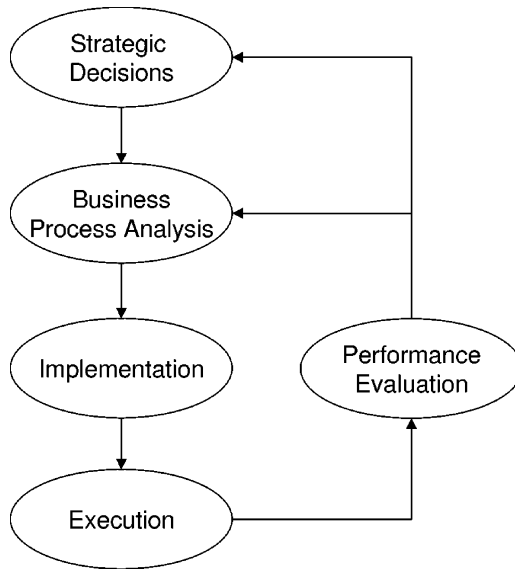 Strategic
Decisions
Business
Process Analysis
Implementation
Performance
Evaluation
Execution